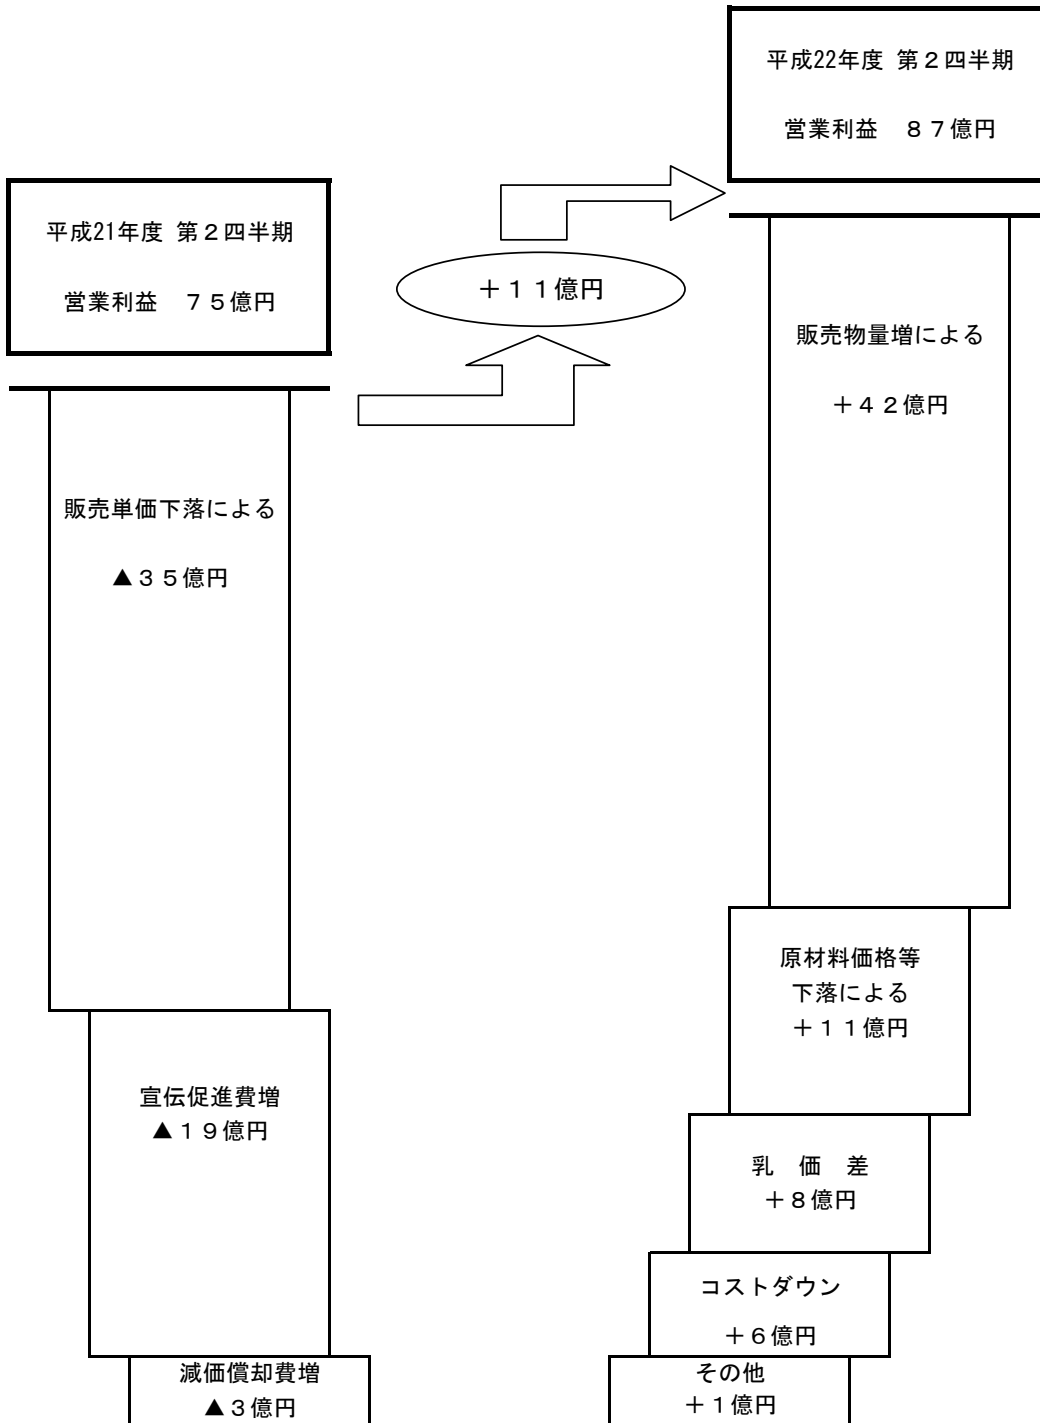 平成22年度 第２四半期
営業利益　８７億円
平成21年度 第２四半期
営業利益　７５億円
＋１１億円
販売単価下落による
▲３５億円
宣伝促進費増
▲１９億円
減価償却費増
▲３億円
販売物量増による
＋４２億円
原材料価格等
下落による
＋１１億円
乳　価　差
＋８億円
コストダウン
＋６億円
その他
＋１億円